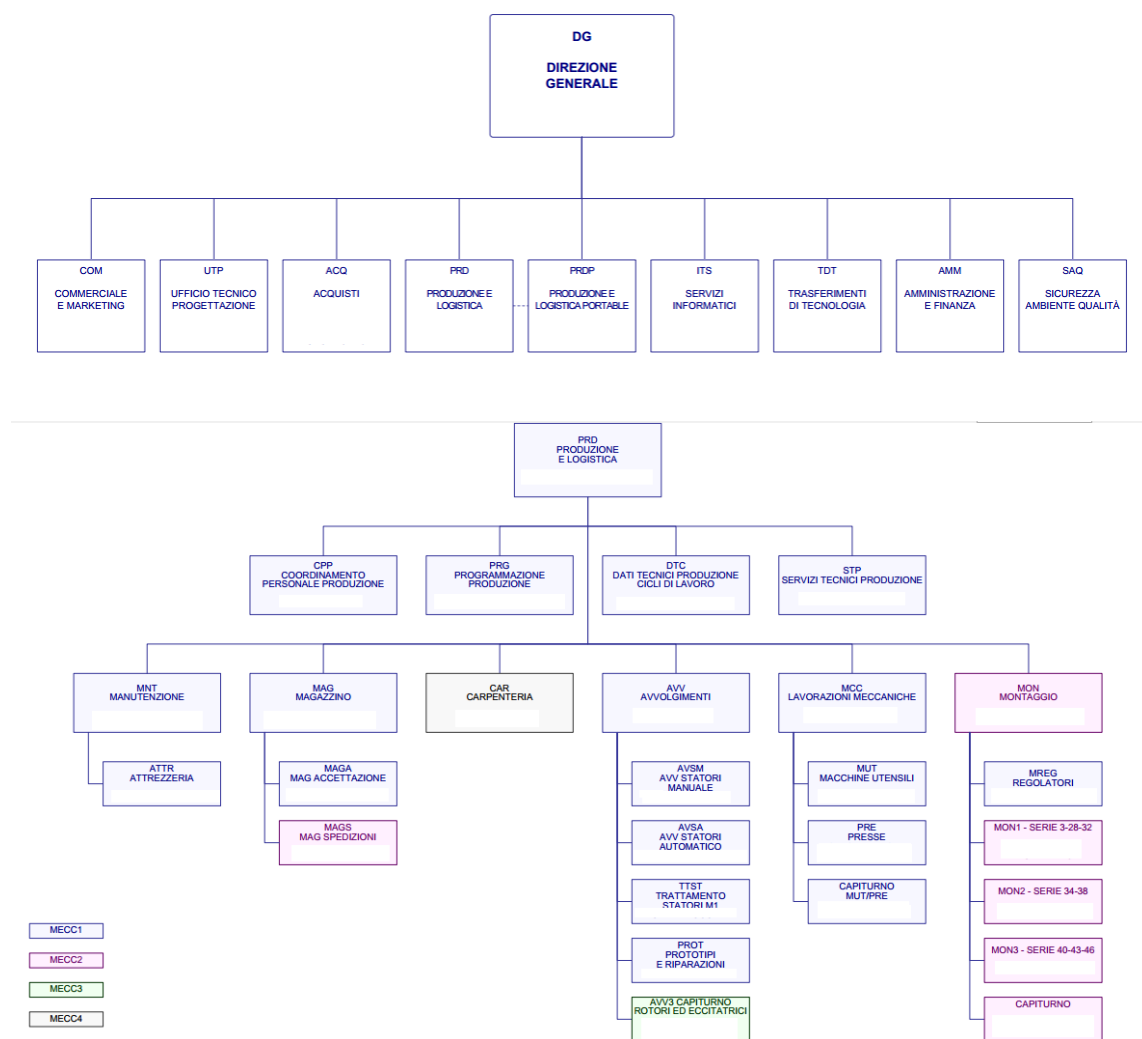 DG
DIREZIONE
GENERALE
COM
COMMERCIALE
E MARKETING
UTP
UFFICIO TECNICO
PROGETTAZIONE
ACQ
ACQUISTI
PRD
PRODUZIONE E
LOGISTICA
PRDP
PRODUZIONE E
LOGISTICA PORTABLE
ITS
SERVIZI
INFORMATICI
TDT
TRASFERIMENTI
DI TECNOLOGIA
AMM
AMMINISTRAZIONE
E FINANZA
SAQ
SICUREZZA
AMBIENTE QUALITÀ
PRD
PRODUZIONE
E LOGISTICA
CPP
COORDINAMENTO
PERSONALE PRODUZIONE
PRG
PROGRAMMAZIONE
PRODUZIONE
DTC
DATI TECNICI PRODUZIONE
CICLI DI LAVORO
STP
SERVIZI TECNICI PRODUZIONE
MNT
MANUTENZIONE
MAG
MAGAZZINO
CAR
CARPENTERIA
AVV
AVVOLGIMENTI
MCC
LAVORAZIONI MECCANICHE
MON
MONTAGGIO
ATTR
ATTREZZERIA
MAGA
MAG ACCETTAZIONE
MAGS
MAG SPEDIZIONI
AVSM
AVV STATORI
MANUALE
AVSA
AVV STATORI
AUTOMATICO
TTST
TRATTAMENTO
STATORI M1
PROT
PROTOTIPI
E RIPARAZIONI
AVV3 CAPITURNO
ROTORI ED ECCITATRICI
MUT
MACCHINE UTENSILI
PRE
PRESSE
CAPITURNO
MUT/PRE
MREG
REGOLATORI
MON1 - SERIE 3-28-32
MON2 - SERIE 34-38
MON3 - SERIE 40-43-46
CAPITURNO
MECC1
MECC2
MECC3
MECC4